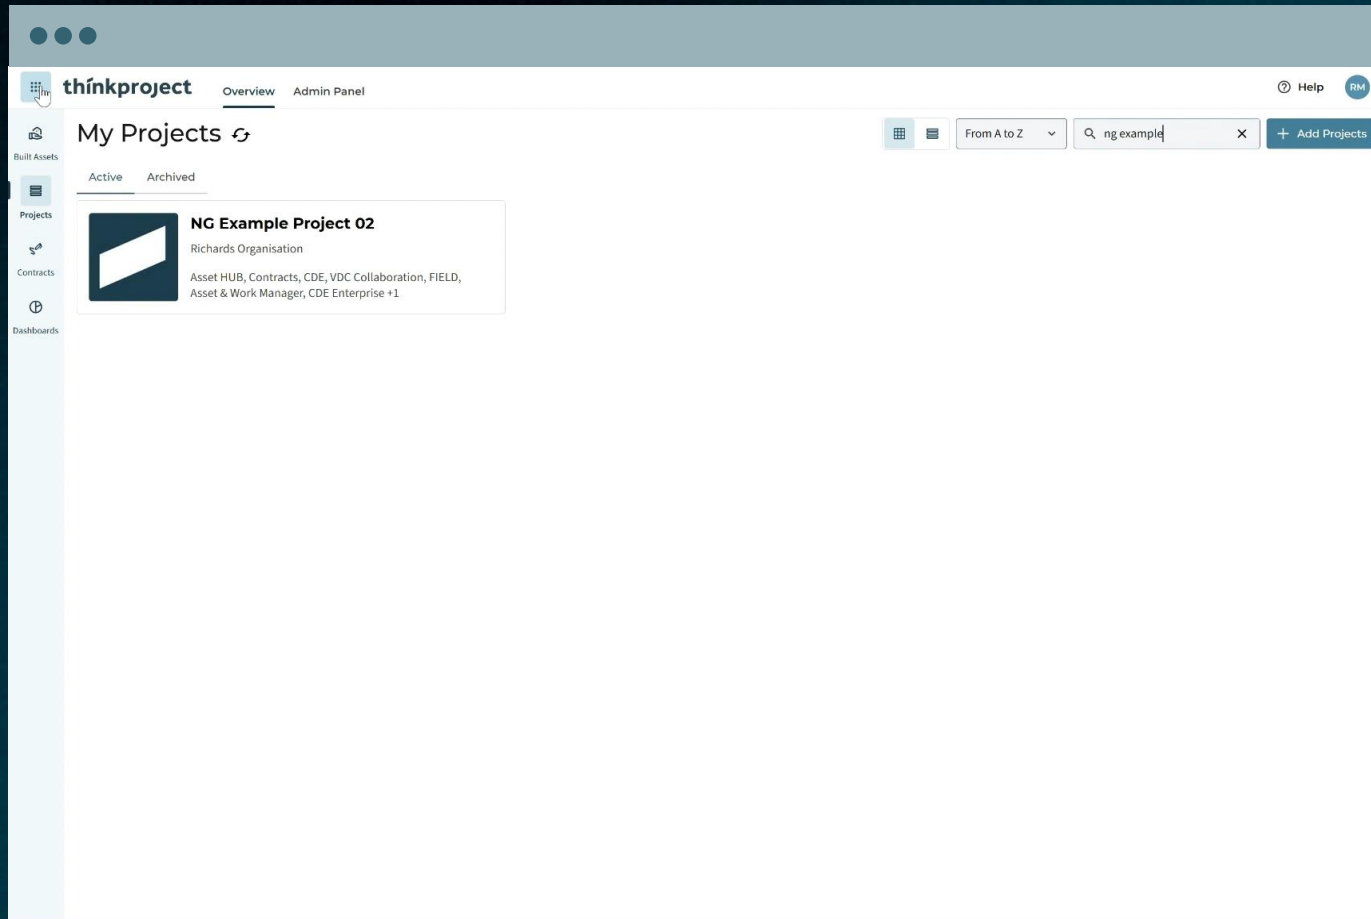 thinkproject
Overview
Admin Panel
Help
RM
My Projects
From A to Z
ng example
+ Add Projects
Built Assets
Projects
Contracts
Dashboards
Active
Archived
NG Example Project 02
Richards Organisation
Asset HUB, Contracts, CDE, VDC Collaboration, FIELD,
Asset & Work Manager, CDE Enterprise +1